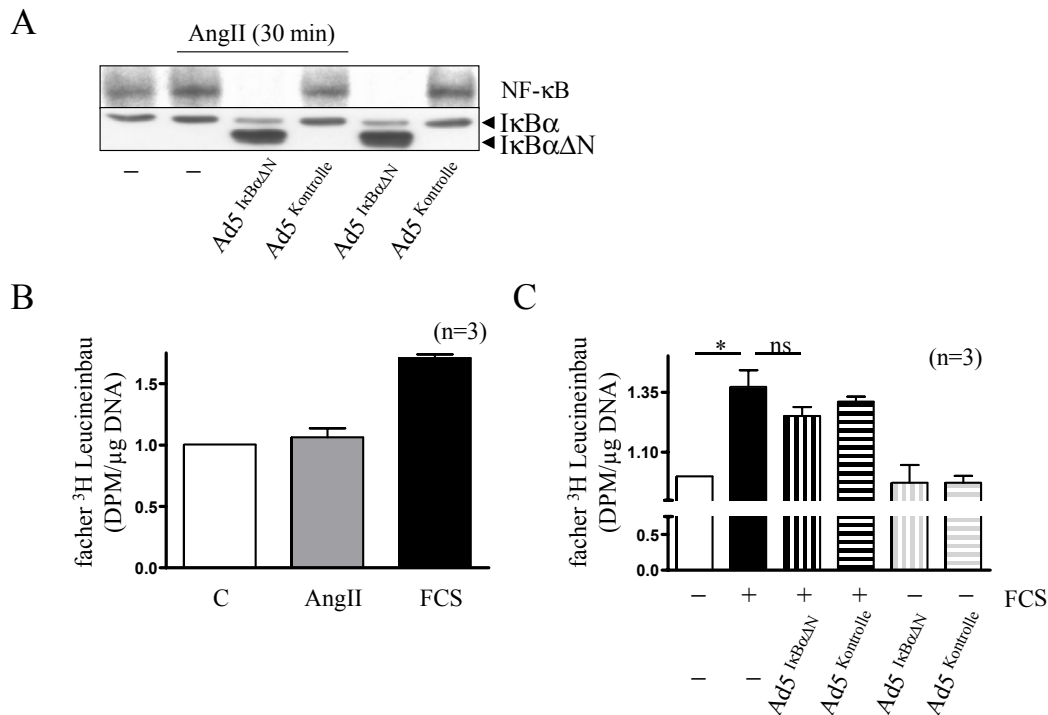 A
AngII (30 min)
NF-κB
IκBα
IκBαΔN
– – Ad5 IκBαΔN Ad5 Kontrolle Ad5 IκBαΔN Ad5 Kontrolle
B
(n=3)
facher ³H Leucineinbau
(DPM/µg DNA)
1.5
1.0
0.5
0.0
C AngII FCS
C
* ns
(n=3)
facher ³H Leucineinbau
(DPM/µg DNA)
1.35
1.10
0.5
0.0
– + + + – – FCS
– – Ad5 IκBαΔN Ad5 Kontrolle Ad5 IκBαΔN Ad5 Kontrolle